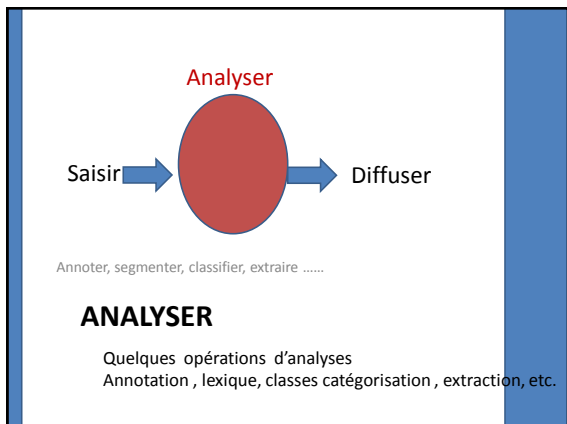 Analyser
Saisir
Diffuser
Annoter, segmenter, classifier, extraire ......
ANALYSER
Quelques opérations d'analyses
Annotation , lexique, classes catégorisation , extraction, etc.